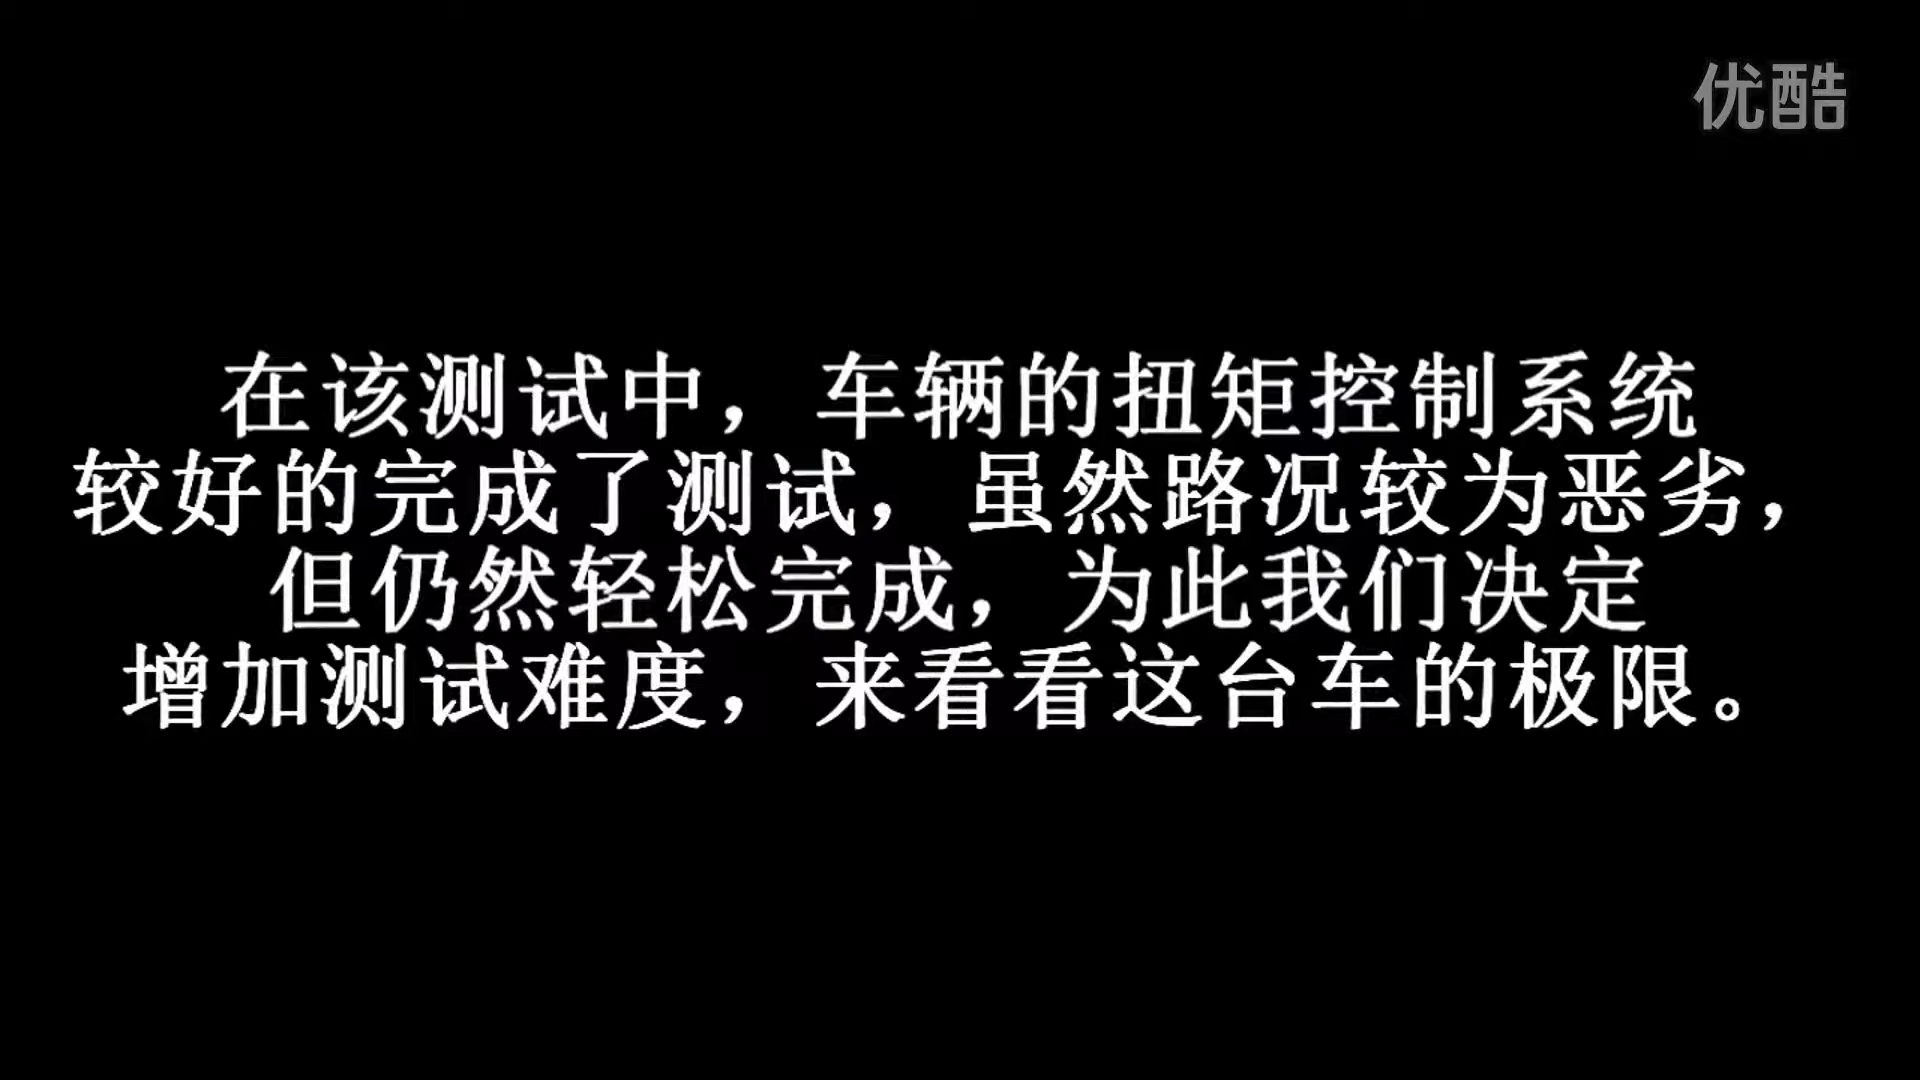 优酷
在该测试中，车辆的扭矩控制系统
较好的完成了测试，虽然路况较为恶劣，
但仍然轻松完成，为此我们决定
增加测试难度，来看看这台车的极限。